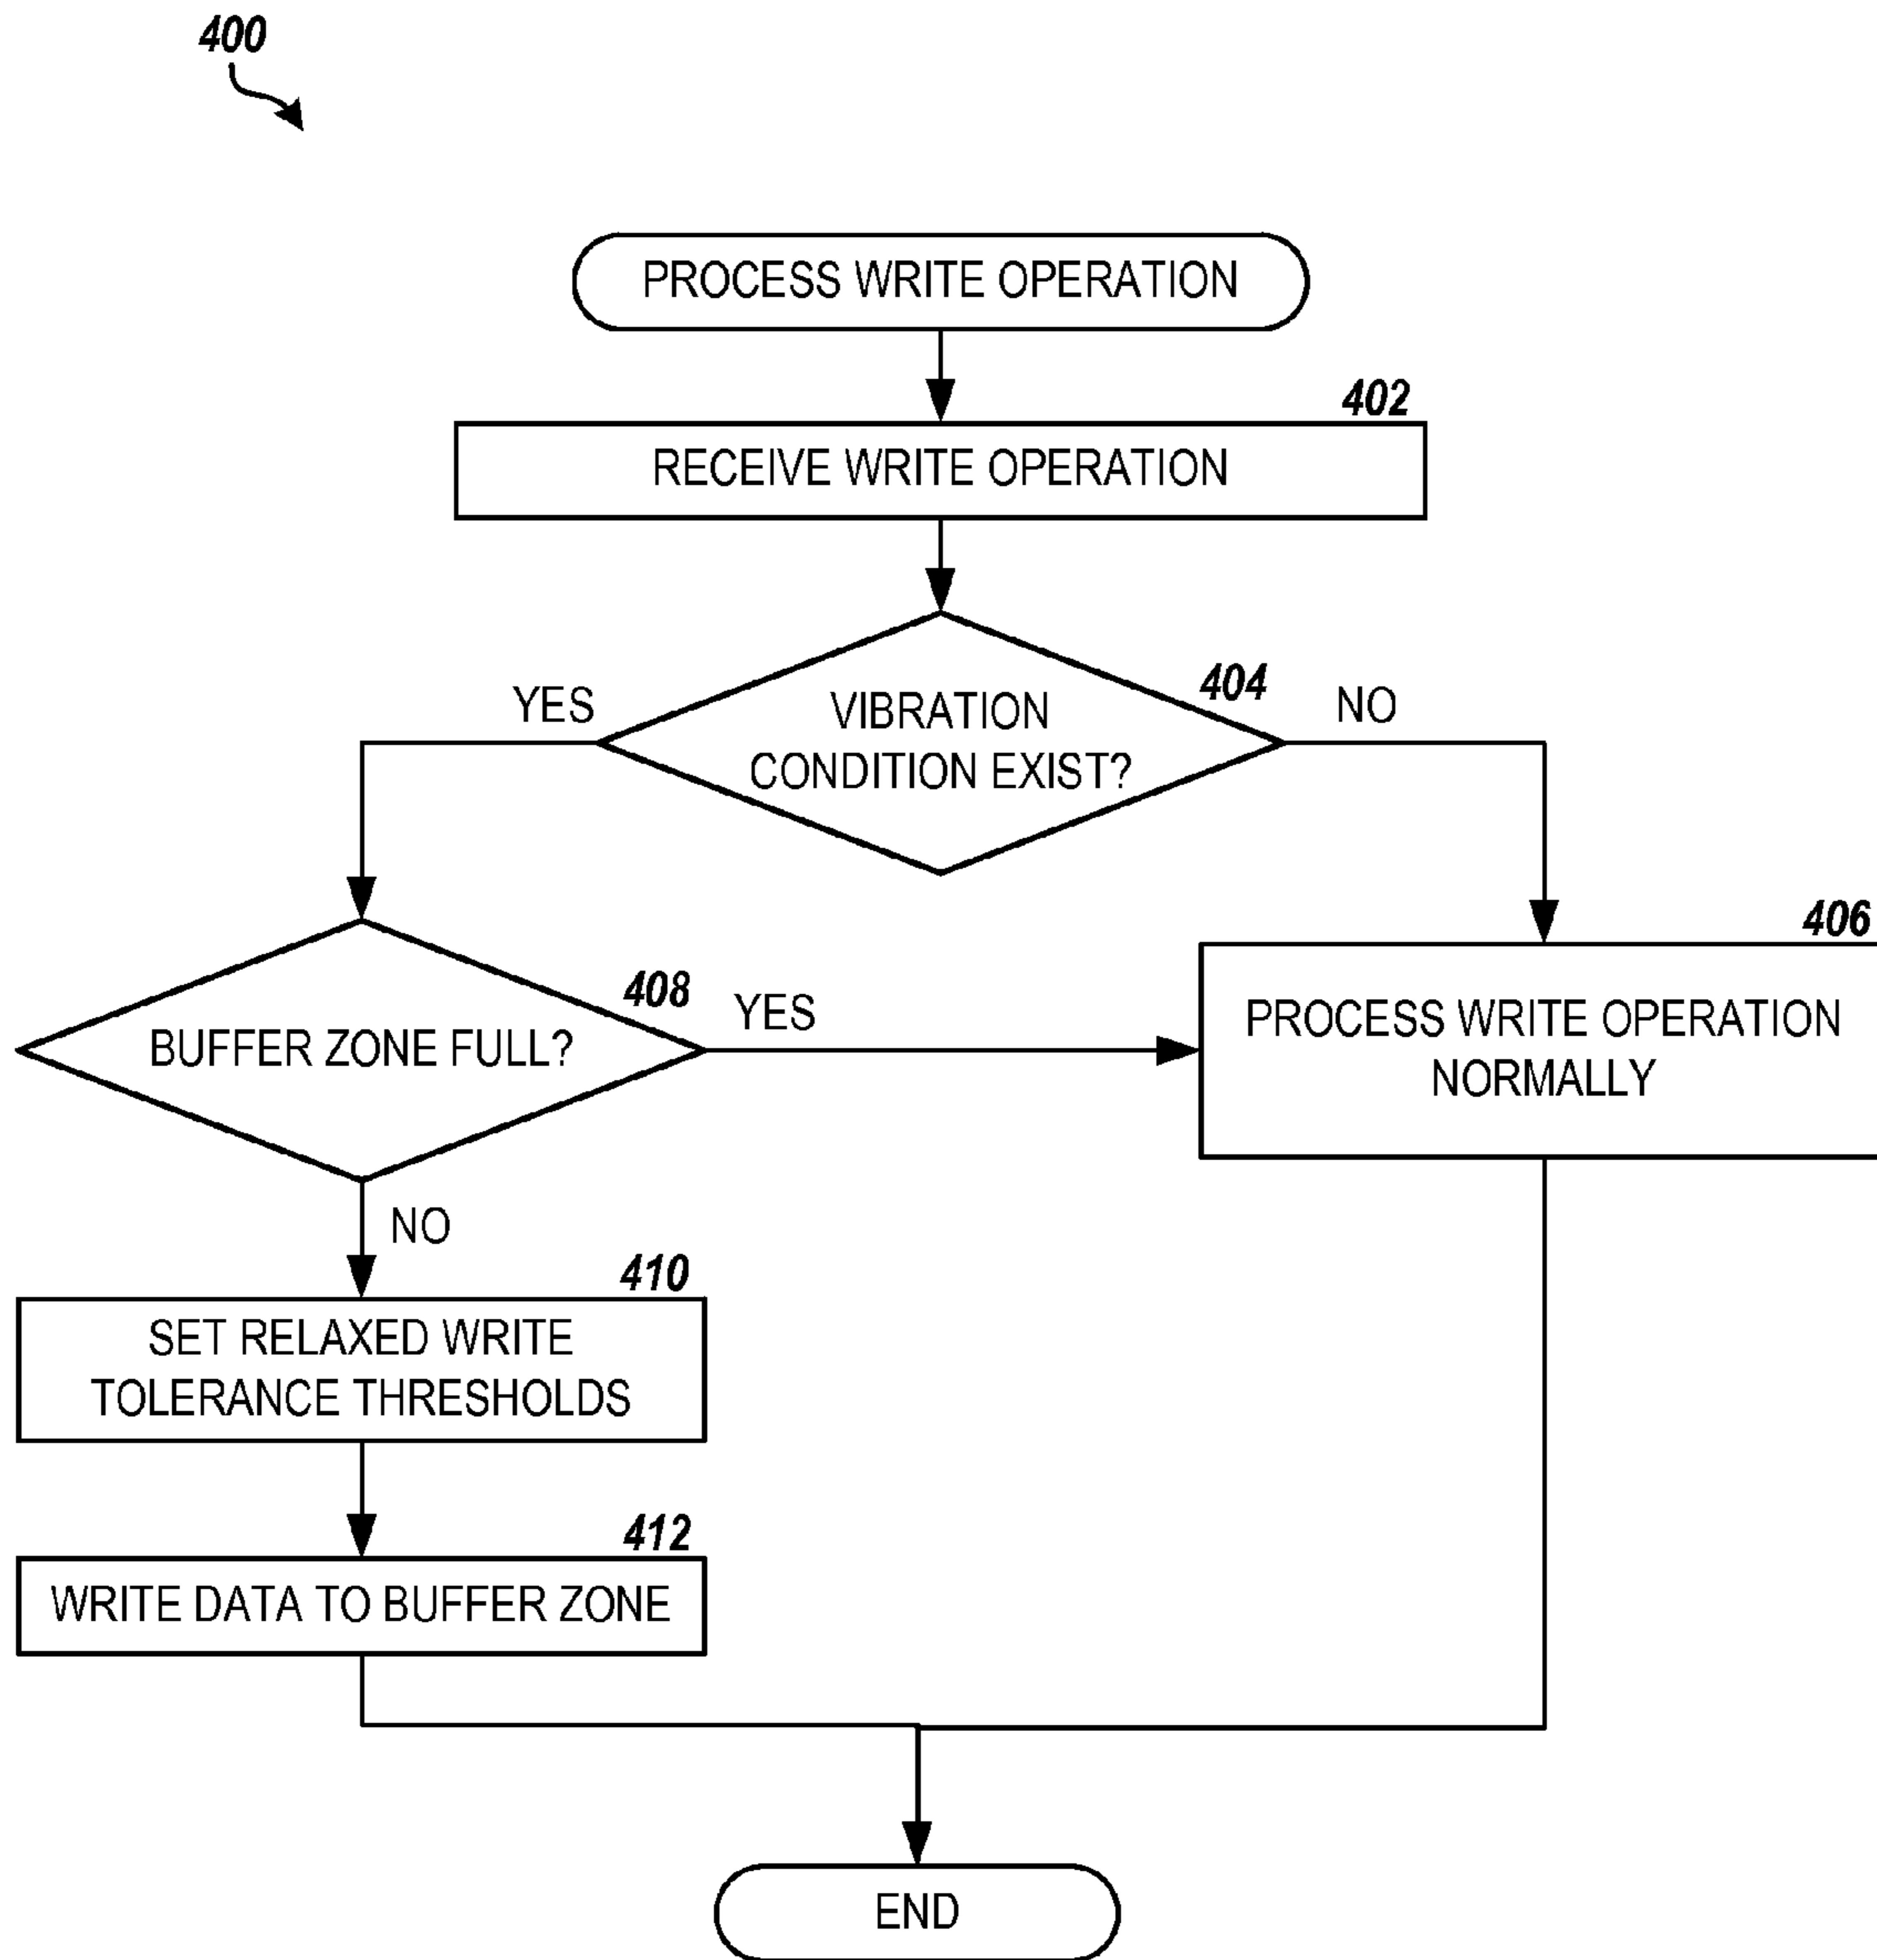 400
PROCESS WRITE OPERATION
402
RECEIVE WRITE OPERATION
404
YES
NO
VIBRATION
CONDITION EXIST?
406
408
YES
BUFFER ZONE FULL?
PROCESS WRITE OPERATION
NORMALLY
NO
410
SET RELAXED WRITE
TOLERANCE THRESHOLDS
412
WRITE DATA TO BUFFER ZONE
END